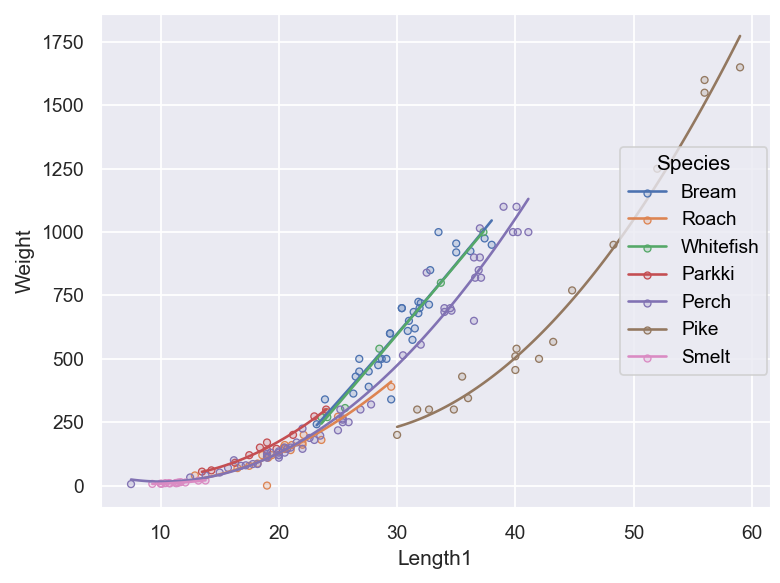 1750
1500
1250
1000
750
500
250
0
Weight
10
20
30
40
50
60
Length1
Species
Bream
Roach
Whitefish
Parkki
Perch
Pike
Smelt